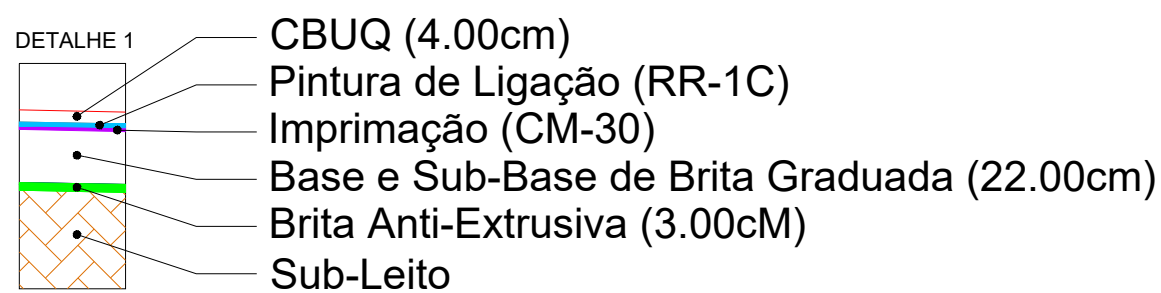 DETALHE 1
CBUQ (4.00cm)
Pintura de Ligação (RR-1C)
Imprimação (CM-30)
Base e Sub-Base de Brita Graduada (22.00cm)
Brita Anti-Extrusiva (3.00cM)
Sub-Leito